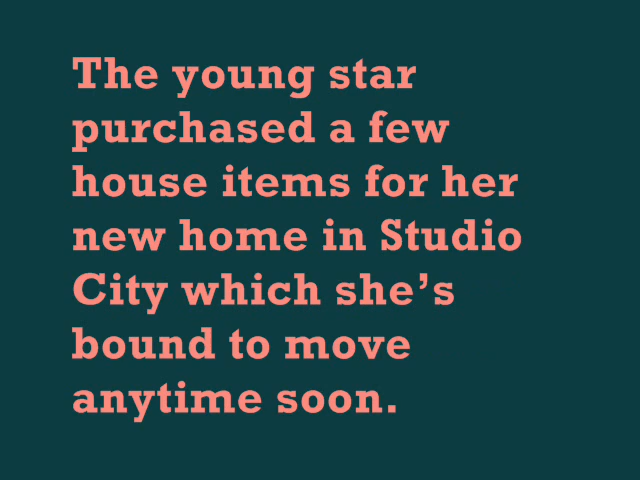 The young star
purchased a few
house items for her
new home in Studio
City which she’s
bound to move
anytime soon.